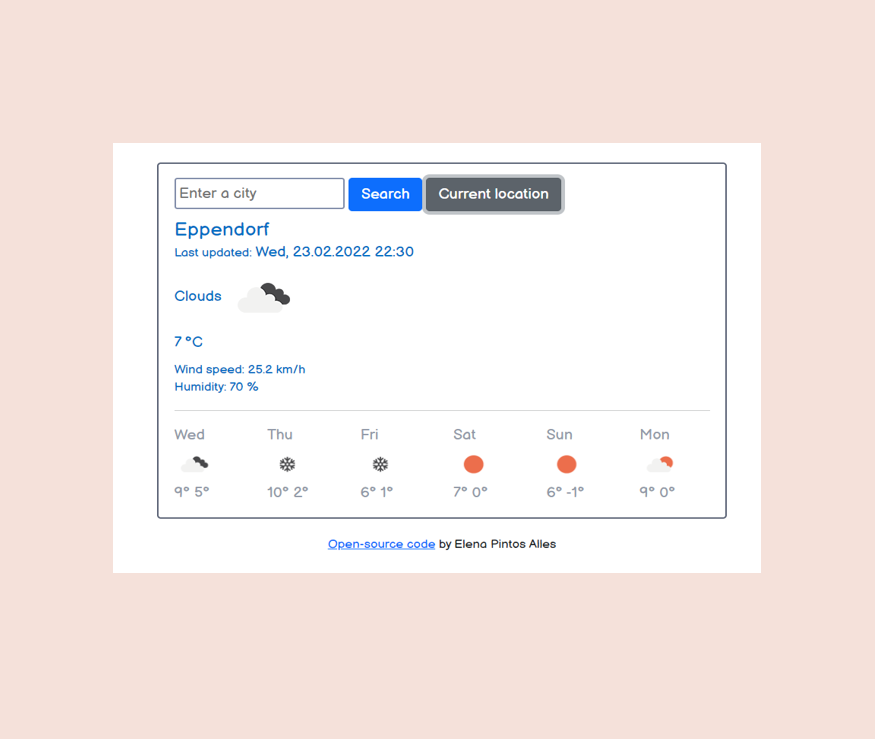 Enter a city Search Current location
Eppendorf
Last updated: Wed, 23.02.2022 22:30
Clouds
7 °C
Wind speed: 25.2 km/h
Humidity: 70 %
Wed Thu Fri Sat Sun Mon
9° 5° 10° 2° 6° 1° 7° 0° 6° -1° 9° 0°
Open-source code by Elena Pintos Alles